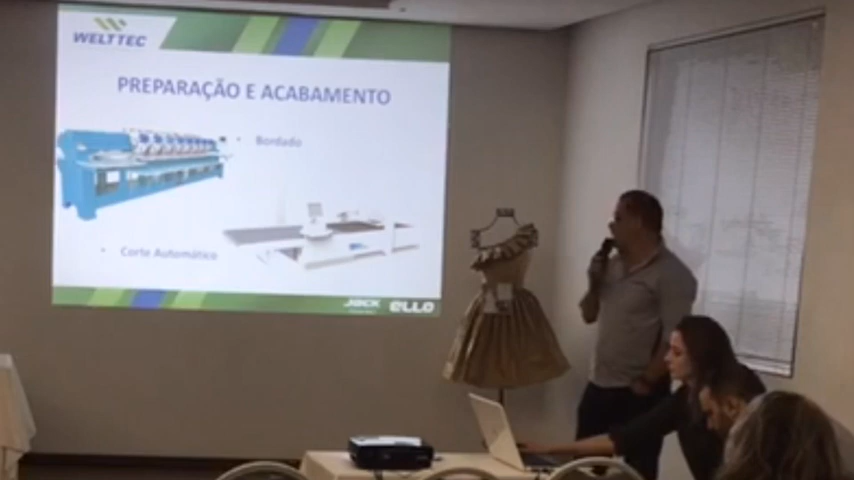 WELTTEC
PREPARAÇÃO E ACABAMENTO
• Bordado
• Corte Automático
JACK
ELLO